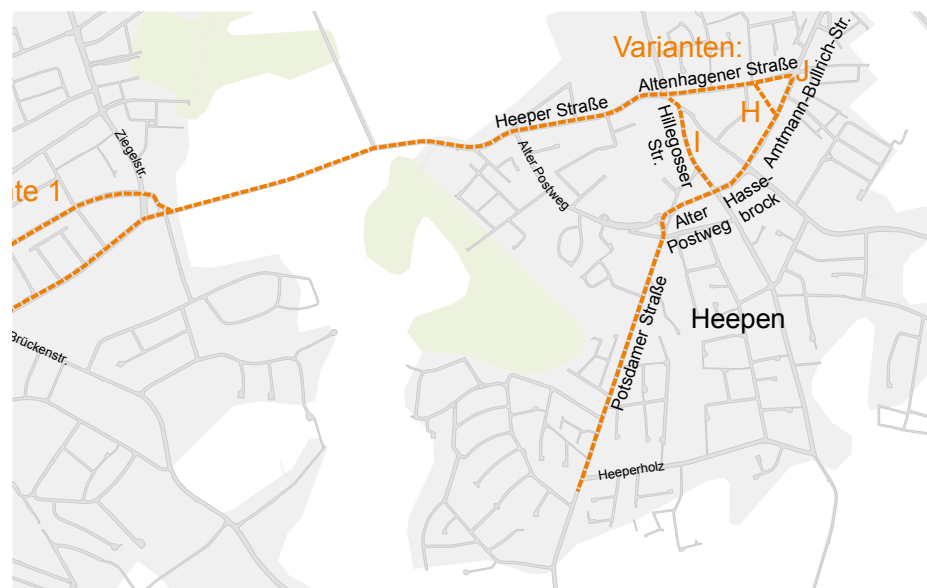 Varianten:
Altenhagener Straße
J
Amtmann-Bullrich-Str.
Heeper Straße
H
Hillegosser
Str.
I
Ziegelstr.
Alter Postweg
te 1
Hasse-
brock
Alter
Postweg
Potsdamer Straße
Heepen
Brückenstr.
Heeperholz